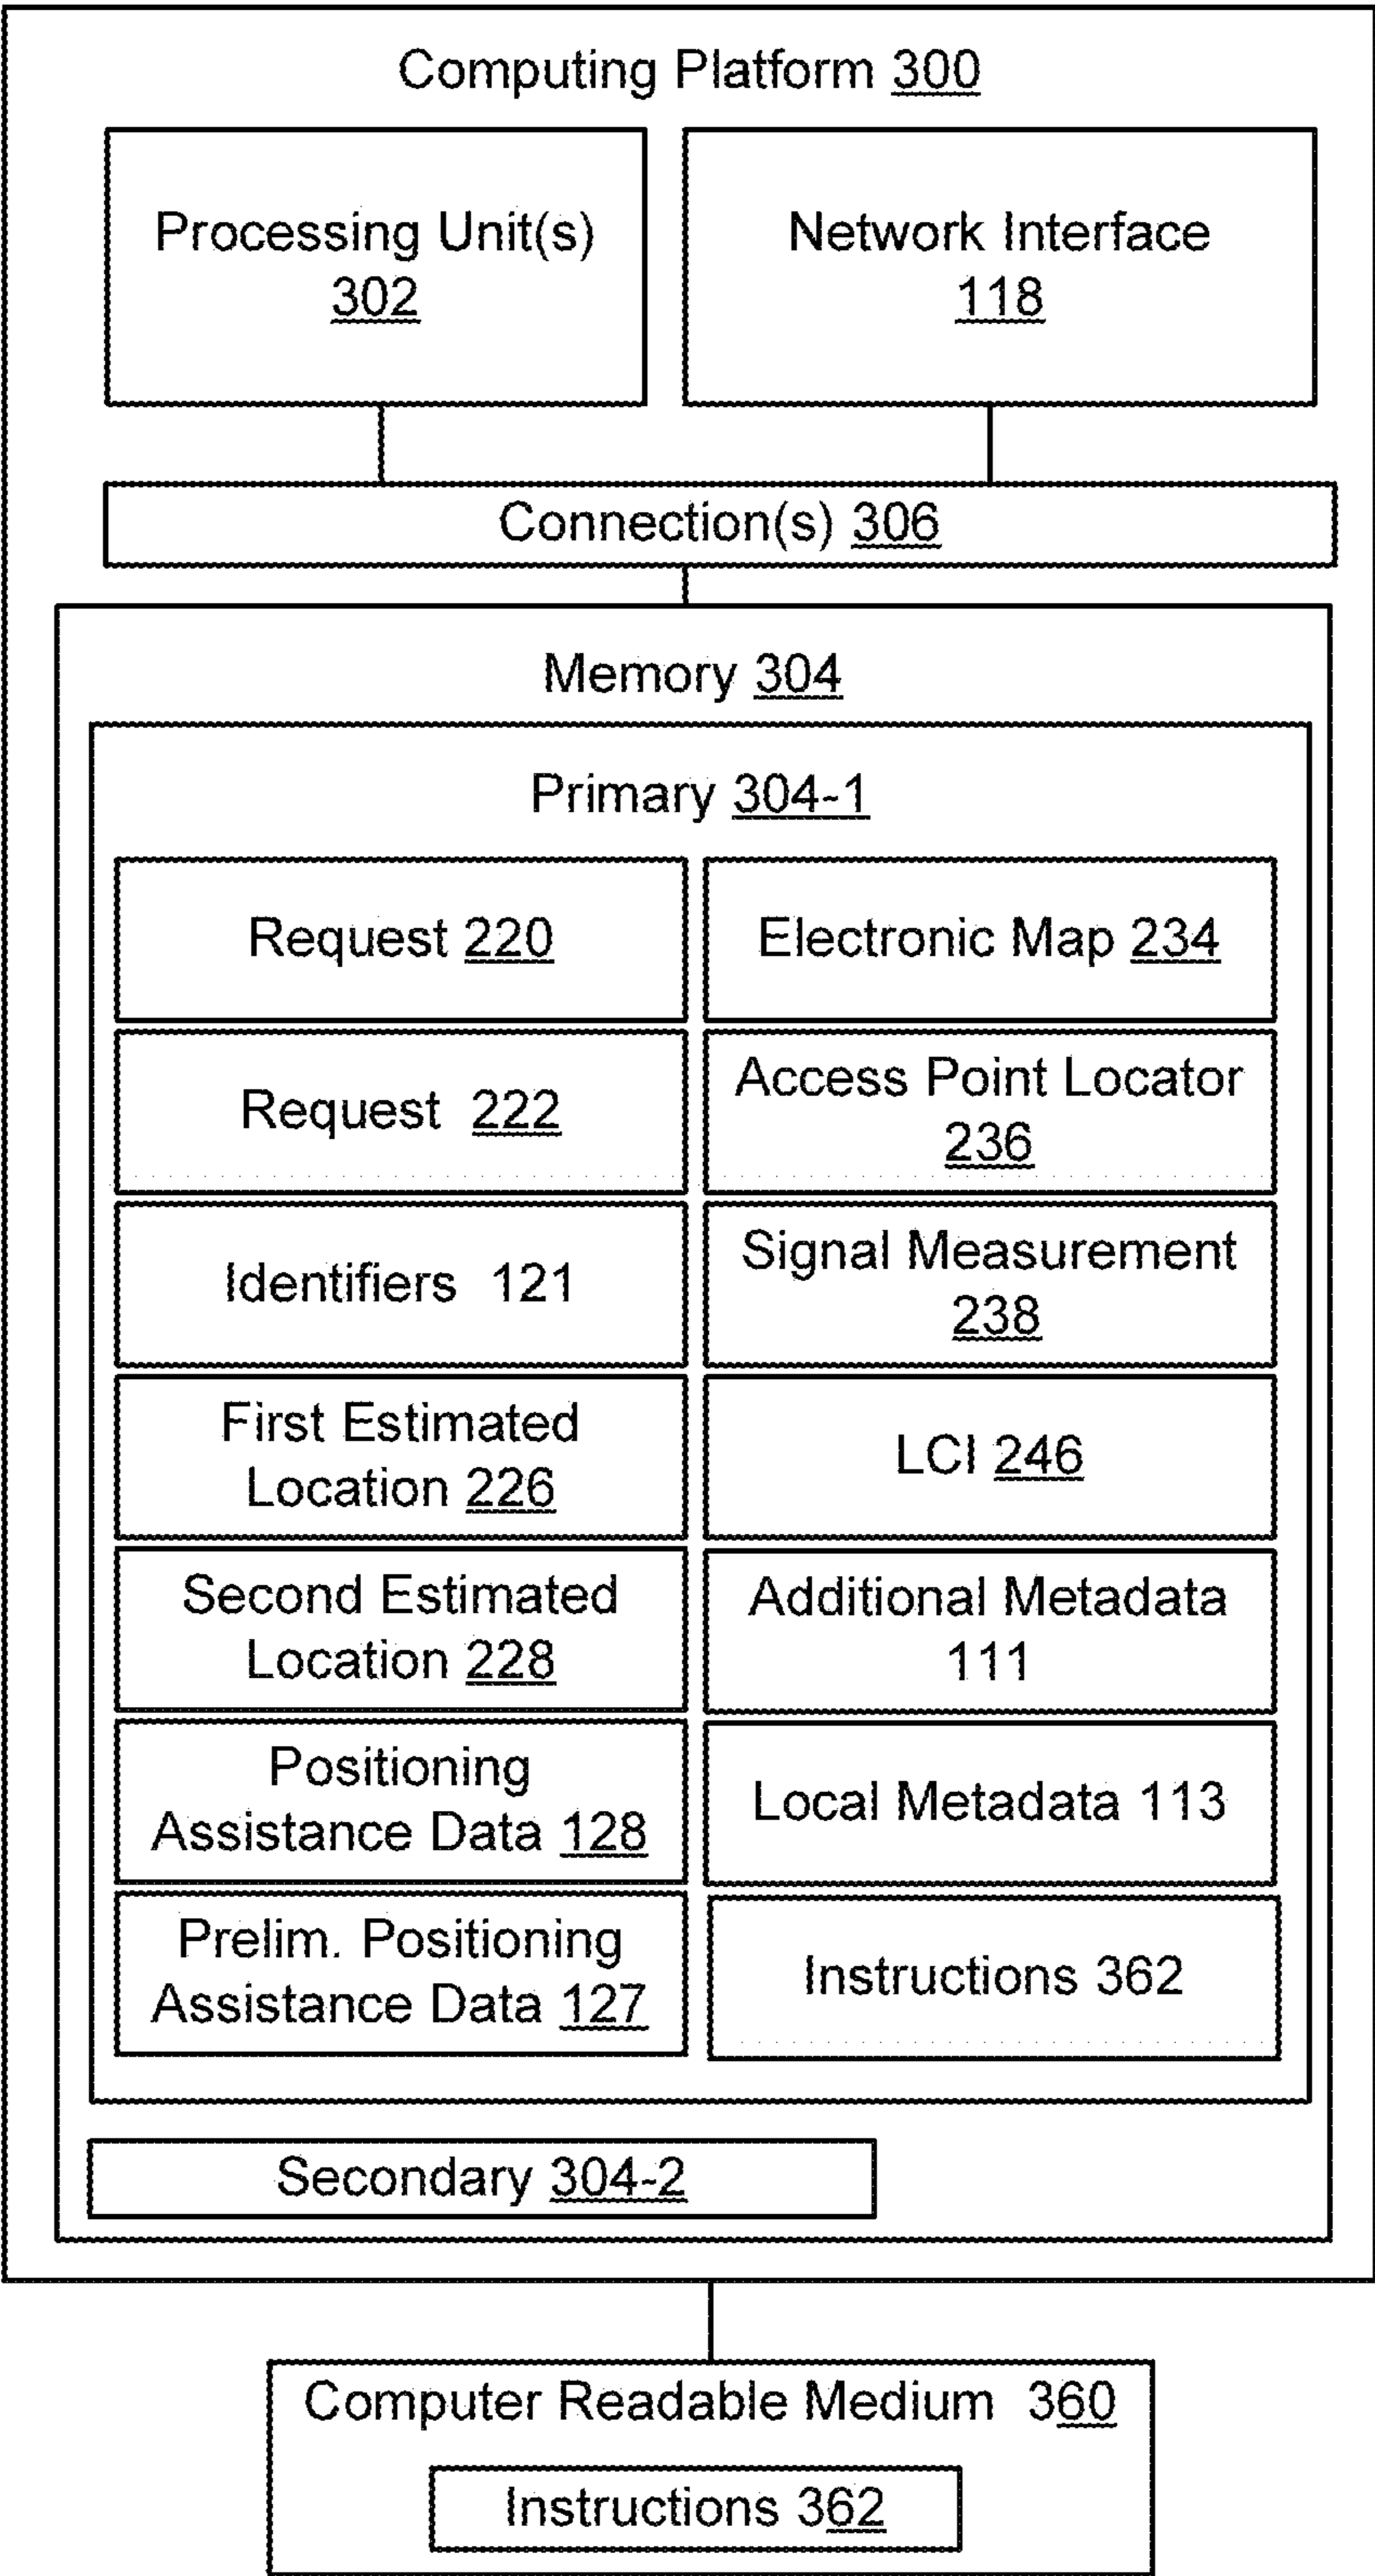 Computing Platform 300
Processing Unit(s)
302
Network Interface
118
Connection(s) 306
Memory 304
Primary 304-1
Request 220
Electronic Map 234
Request 222
Access Point Locator
236
Identifiers 121
Signal Measurement
238
First Estimated
Location 226
LCI 246
Second Estimated
Location 228
Additional Metadata
111
Positioning
Assistance Data 128
Local Metadata 113
Prelim. Positioning
Assistance Data 127
Instructions 362
Secondary 304-2
Computer Readable Medium 360
Instructions 362